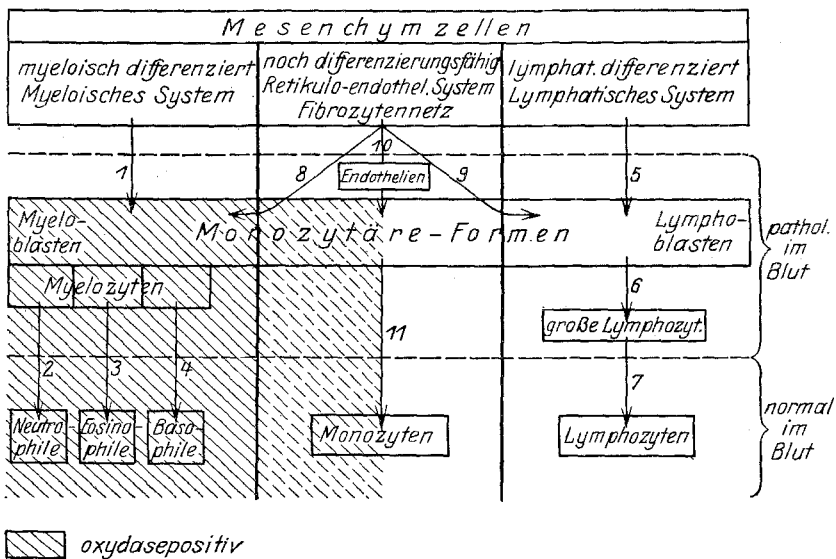 Mesenchymzellen
myeloisch differenziert
Myeloisches System
noch differenzierungsfähig
Retikulo-endothel. System
Fibrozytennetz
lymphat. differenziert
Lymphatisches System
1
8
10
9
5
Endothelien
Myelo-
blasten
Monozytäre-Formen
Lympho-
blasten
Myelozyten
6
große Lymphozyt.
pathol.
im
Blut
2
3
4
11
7
Neutro-
phile
Eosino-
phile
Baso-
phile
Monozyten
Lymphozyten
normal
im
Blut
oxydasepositiv